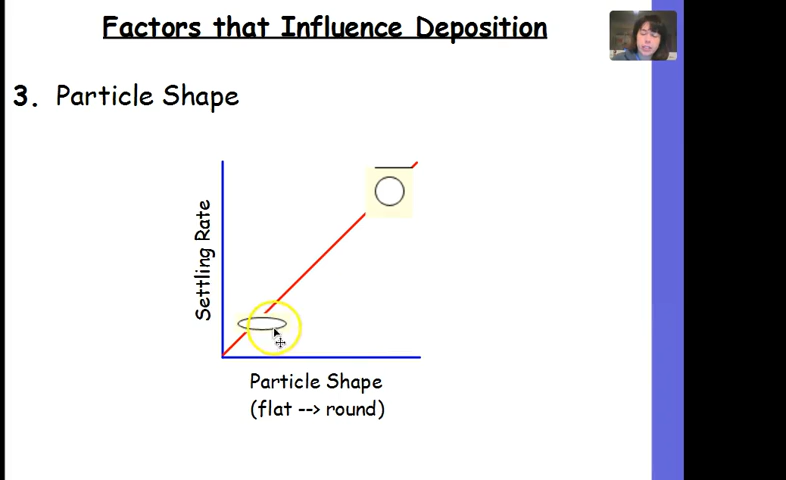 Factors that Influence Deposition
3. Particle Shape
Settling Rate
Particle Shape
(flat --> round)